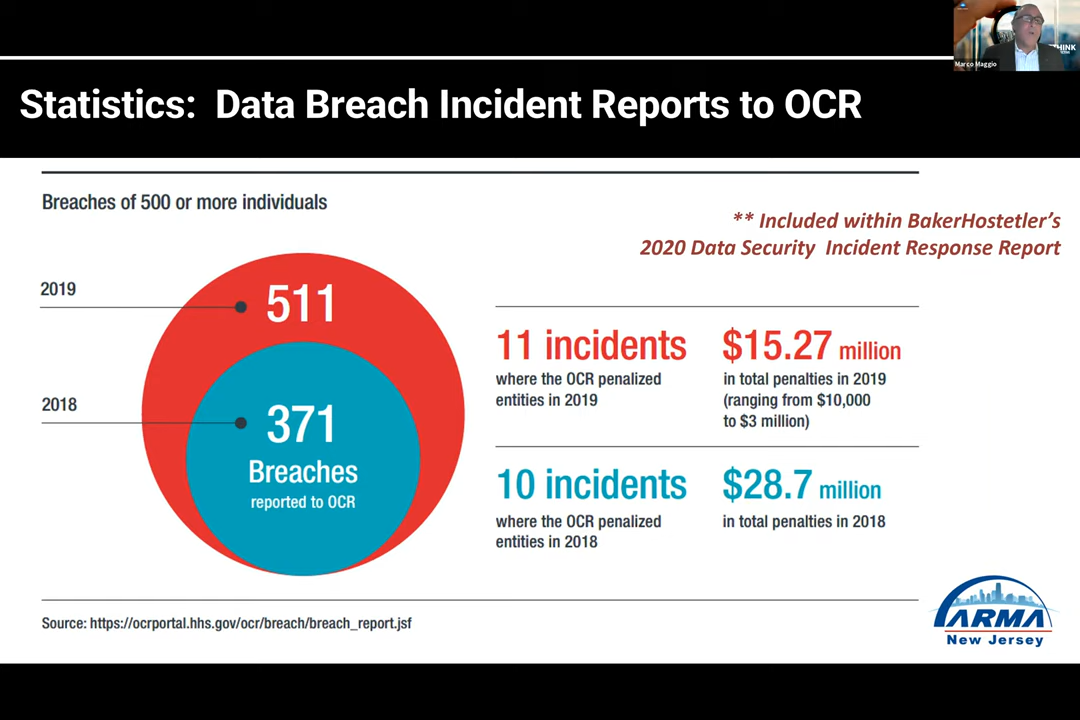 THINK
Marco Maggio
Statistics:  Data Breach Incident Reports to OCR
Breaches of 500 or more individuals
** Included within BakerHostetler’s
2020 Data Security  Incident Response Report
2019
511
2018
371
Breaches
reported to OCR
11 incidents
where the OCR penalized
entities in 2019
$15.27 million
in total penalties in 2019
(ranging from $10,000
to $3 million)
10 incidents
where the OCR penalized
entities in 2018
$28.7 million
in total penalties in 2018
Source: https://ocrportal.hhs.gov/ocr/breach/breach_report.jsf
ARMA
New Jersey